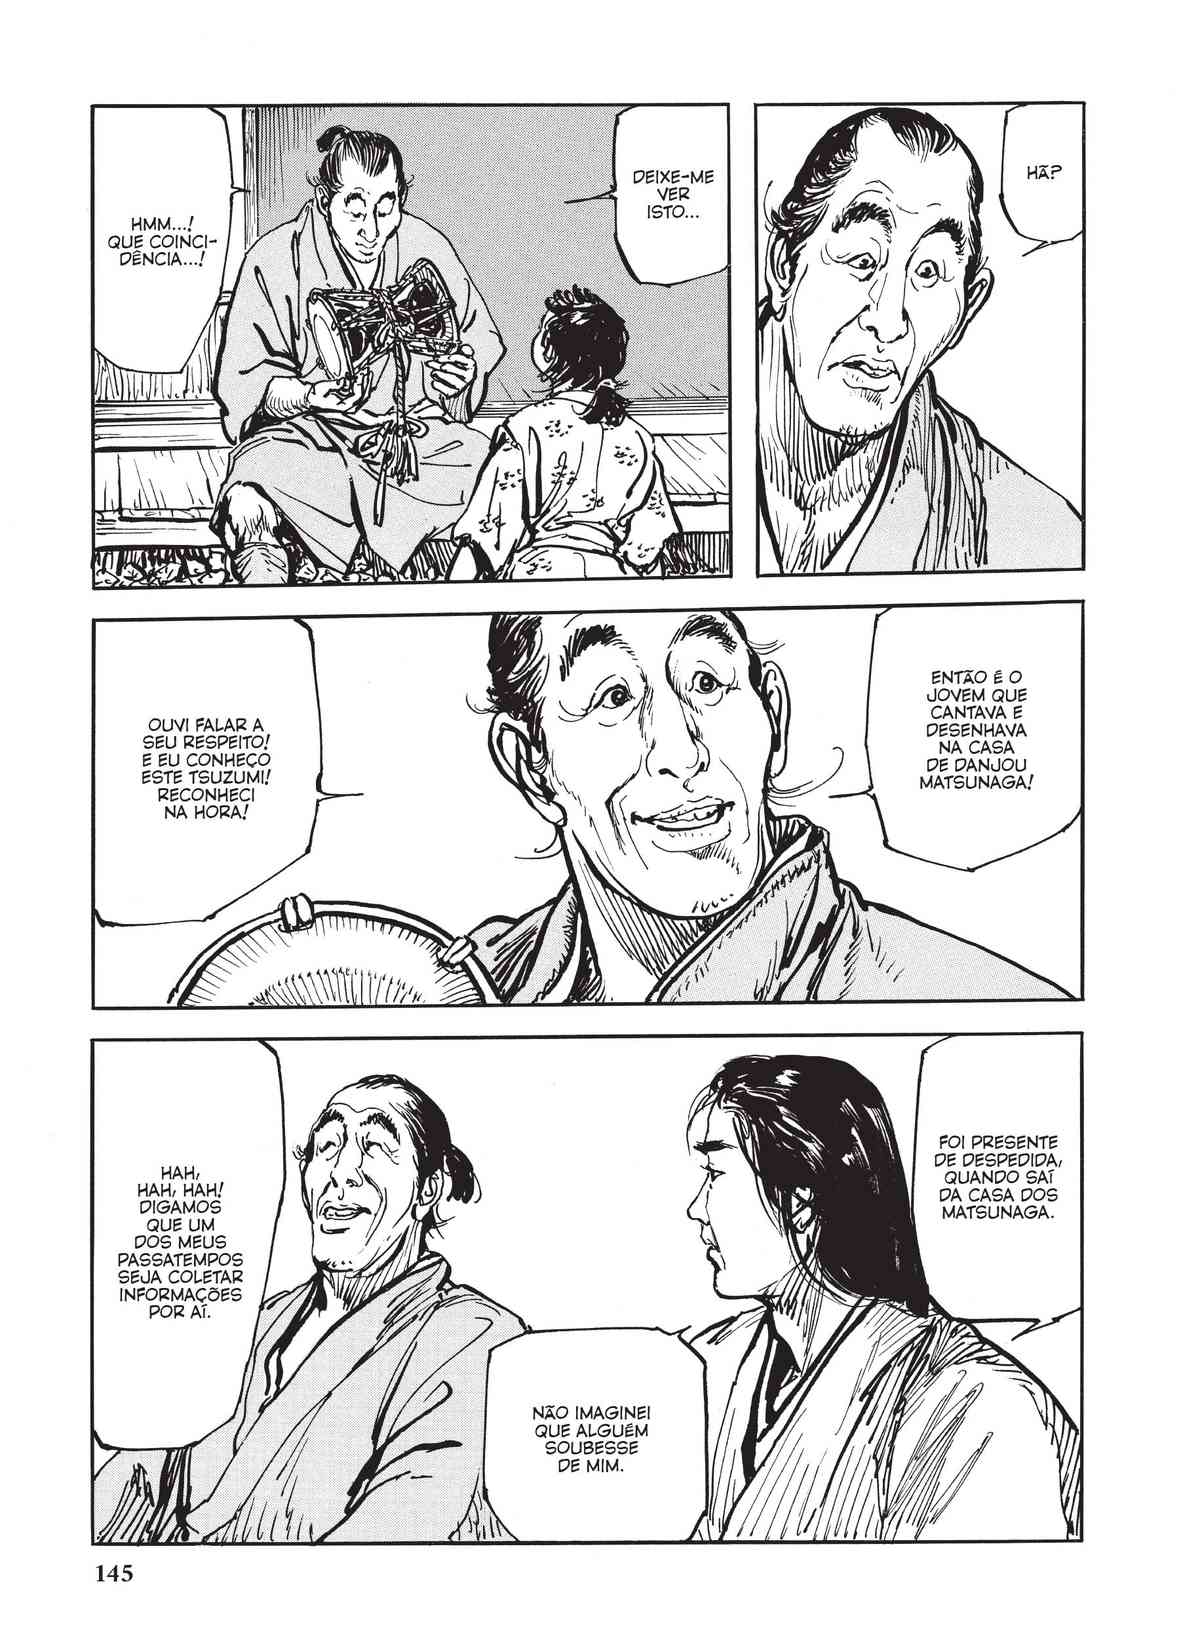 HÃ?
DEIXE-ME
VER
ISTO...
HMM...!
QUE COINCI-
DÊNCIA...!
ENTÃO É O
JOVEM QUE
CANTAVA E
DESENHAVA
NA CASA
DE DANJOU
MATSUNAGA!
OUVI FALAR A
SEU RESPEITO!
E EU CONHEÇO
ESTE TSUZUMI!
RECONHECI
NA HORA!
FOI PRESENTE
DE DESPEDIDA,
QUANDO SAÍ
DA CASA DOS
MATSUNAGA.
NÃO IMAGINEI
QUE ALGUÉM
SOUBESSE
DE MIM.
HAH,
HAH, HAH!
DIGAMOS
QUE UM
DOS MEUS
PASSATEMPOS
SEJA COLETAR
INFORMAÇÕES
POR AÍ.
145